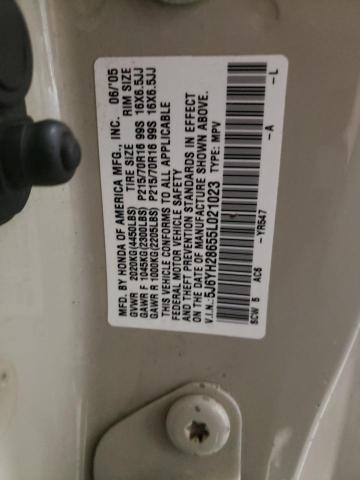 MFD. BY HONDA OF AMERICA MFG., INC. 06/'05
TIRE SIZE RIM SIZE
GVWR 2020KG(4450LBS)
GAWR F 1045KG(2300LBS) P215/70R16 99S 16X6.5JJ
GAWR R 1000KG(2205LBS) P215/70R16 99S 16X6.5JJ
THIS VEHICLE CONFORMS TO ALL APPLICABLE
FEDERAL MOTOR VEHICLE SAFETY
AND THEFT PREVENTION STANDARDS IN EFFECT
ON THE DATE OF MANUFACTURE SHOWN ABOVE.
V.I.N.:5J6YH28655L021023 TYPE: MPV
SCW 5 AC6 -YR547 -A -L